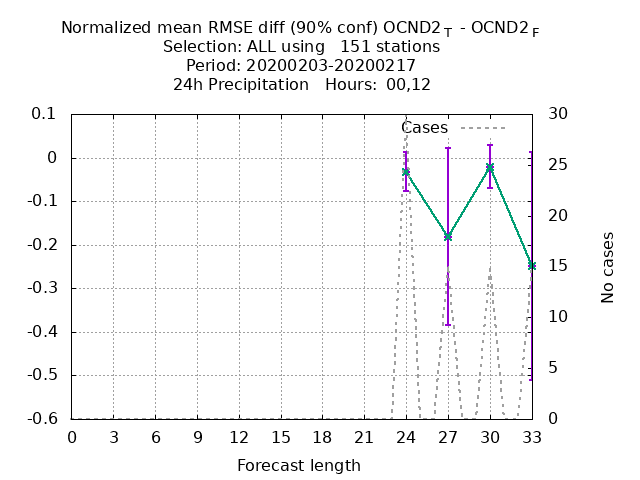 Normalized mean RMSE diff (90% conf) OCND2 T - OCND2 F
Selection: ALL using 151 stations
Period: 20200203-20200217
24h Precipitation Hours: 00,12
Cases
0.1
0
-0.1
-0.2
-0.3
-0.4
-0.5
-0.6
30
25
20
15
10
5
0
No cases
0 3 6 9 12 15 18 21 24 27 30 33
Forecast length